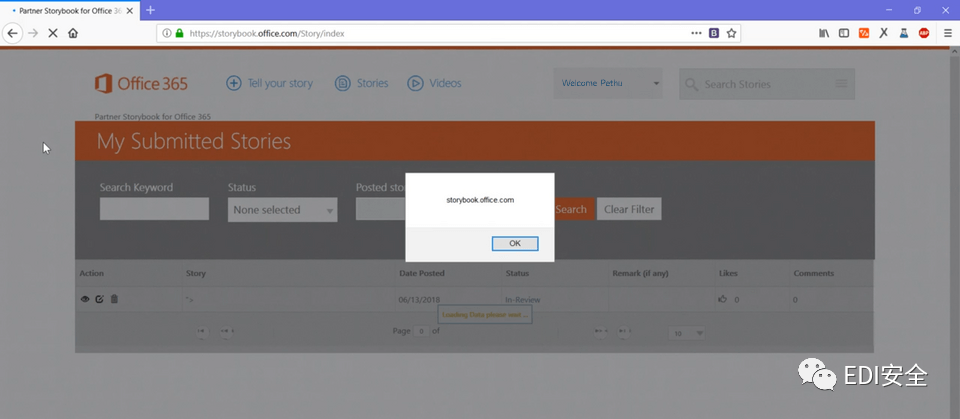 Partner Storybook for Office 36
https://storybook.office.com/Story/index
Office 365
Tell your story
Stories
Videos
Welcome Pethu
Search Stories
Partner Storybook for Office 365
My Submitted Stories
Search Keyword
Status
Posted sto
None selected
Search
Clear Filter
storybook.office.com
OK
Action
Story
Date Posted
Status
Remark (if any)
Likes
Comments
">
06/13/2018
In-Review
0
0
Loading Data please wait...
Page
0
of
10
EDI安全